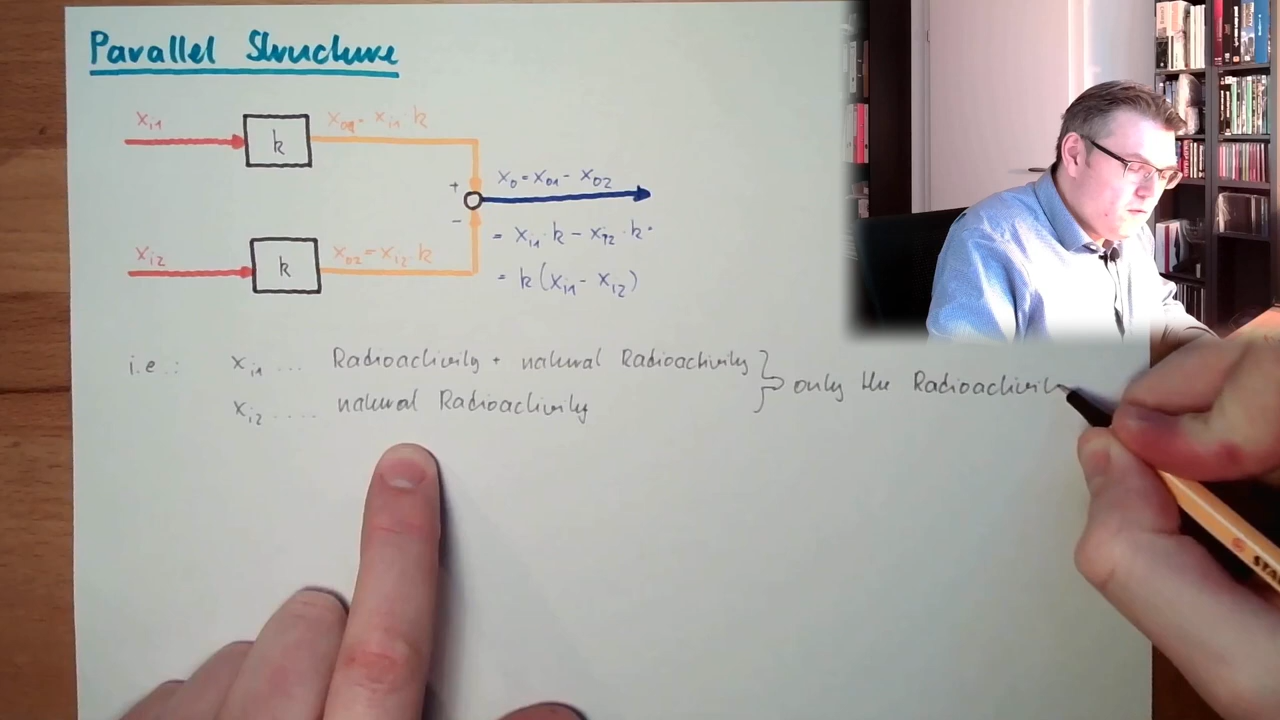 Parallel Structure
x_i1
k
x_o1 = x_i1 · k
+
x_o = x_o1 - x_o2
-
= x_i1 · k - x_i2 · k
x_i2
k
x_o2 = x_i2 · k
= k (x_i1 - x_i2)
i.e.: x_i1 ... Radioactivity + natural Radioactivity
only the Radioactivit
x_i2 .... natural Radioactivity